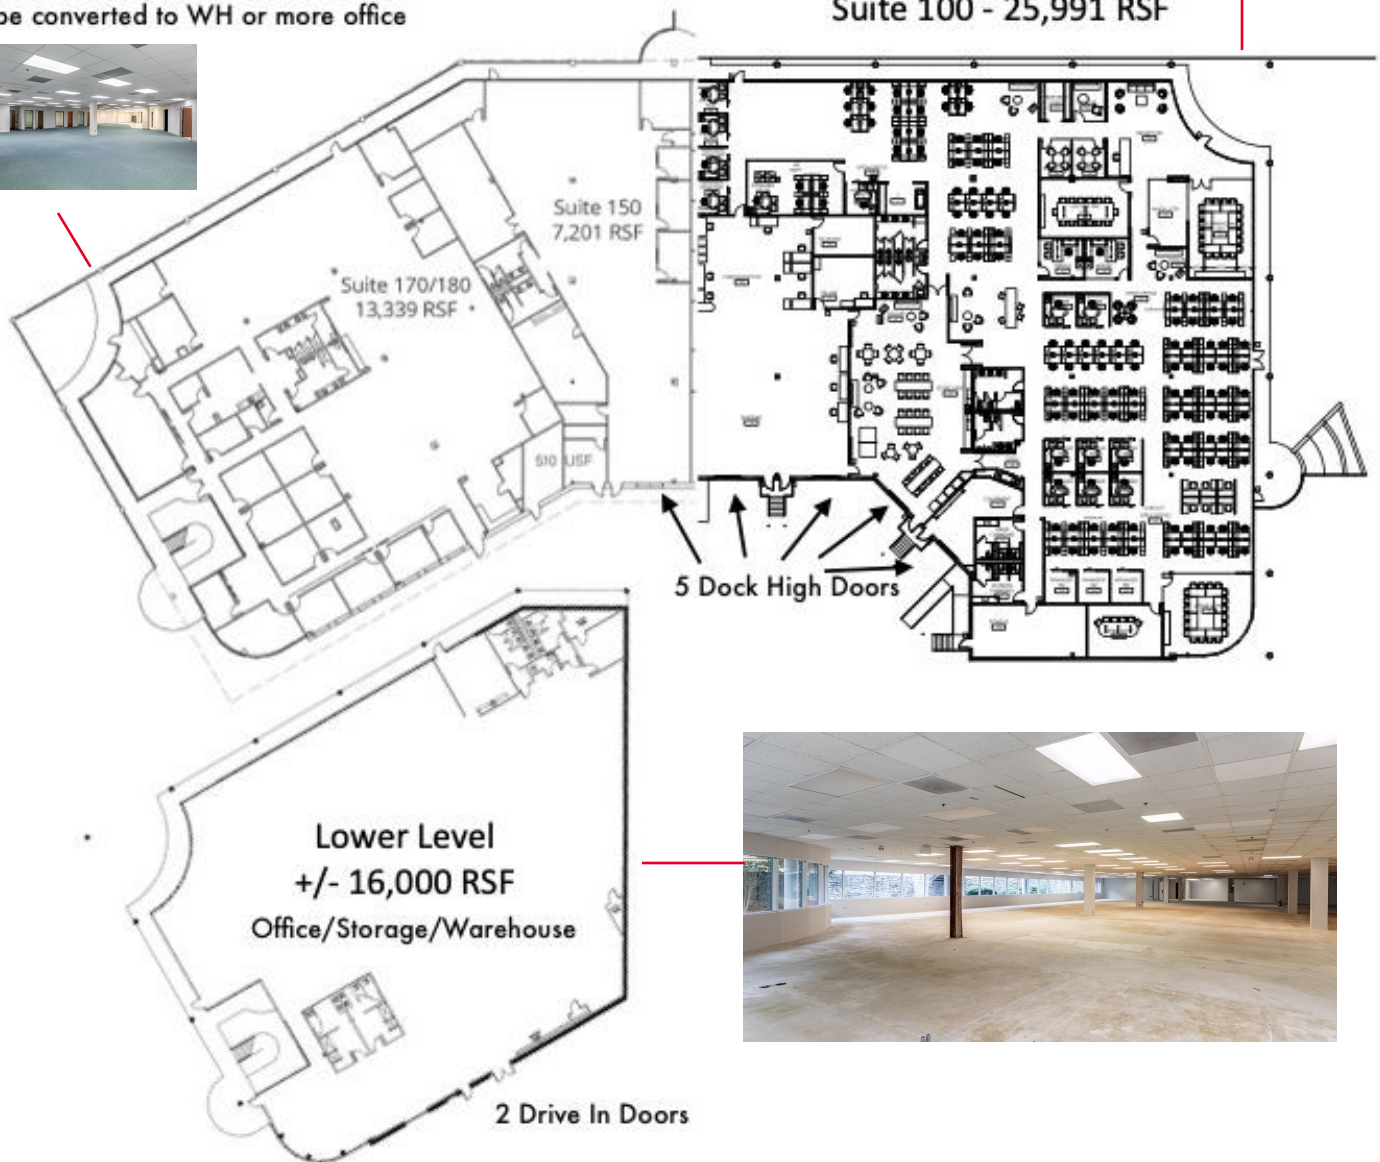 be converted to WH or more office
Suite 100 - 25,991 RSF
Suite 150
7,201 RSF
Suite 170/180
13,339 RSF
510 USF
5 Dock High Doors
Lower Level
+/- 16,000 RSF
Office/Storage/Warehouse
2 Drive In Doors